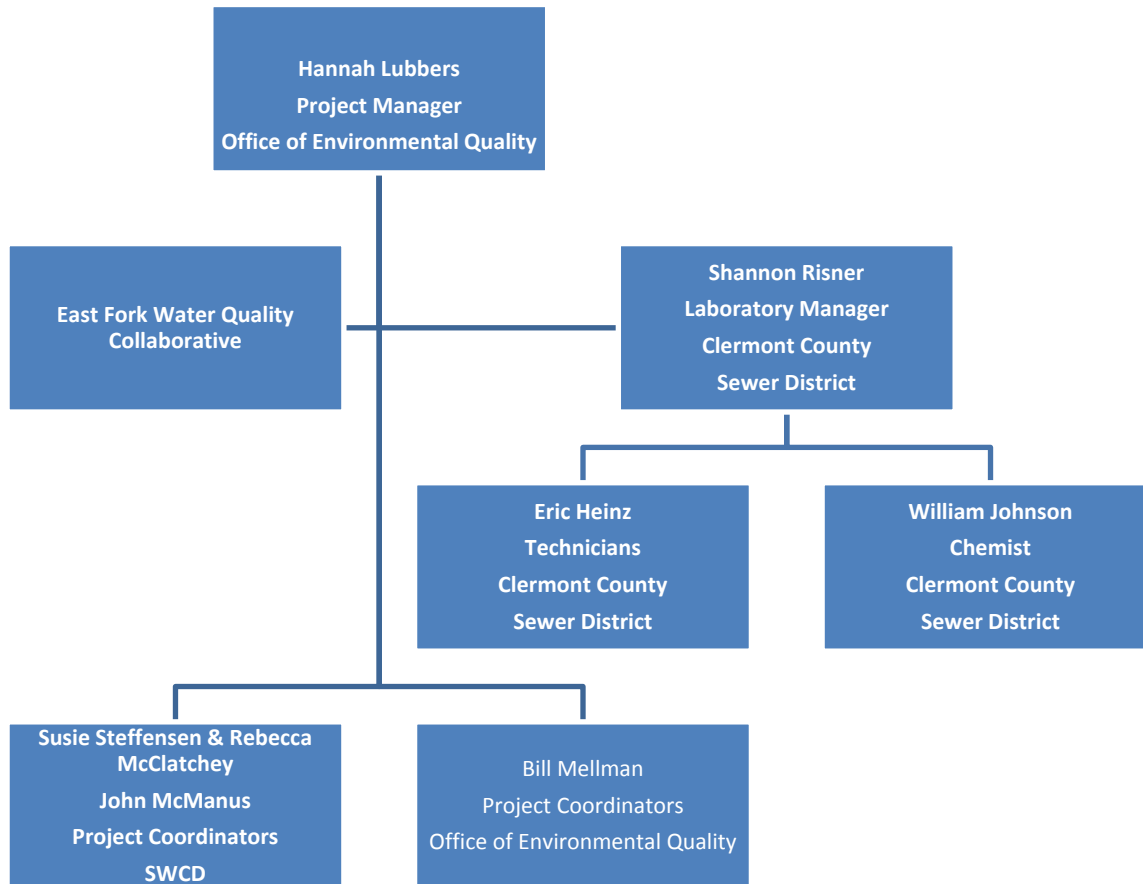 Hannah Lubbers
Project Manager
Office of Environmental Quality
East Fork Water Quality
Collaborative
Shannon Risner
Laboratory Manager
Clermont County
Sewer District
Eric Heinz
Technicians
Clermont County
Sewer District
William Johnson
Chemist
Clermont County
Sewer District
Susie Steffensen & Rebecca
McClatchey
John McManus
Project Coordinators
SWCD
Bill Mellman
Project Coordinators
Office of Environmental Quality